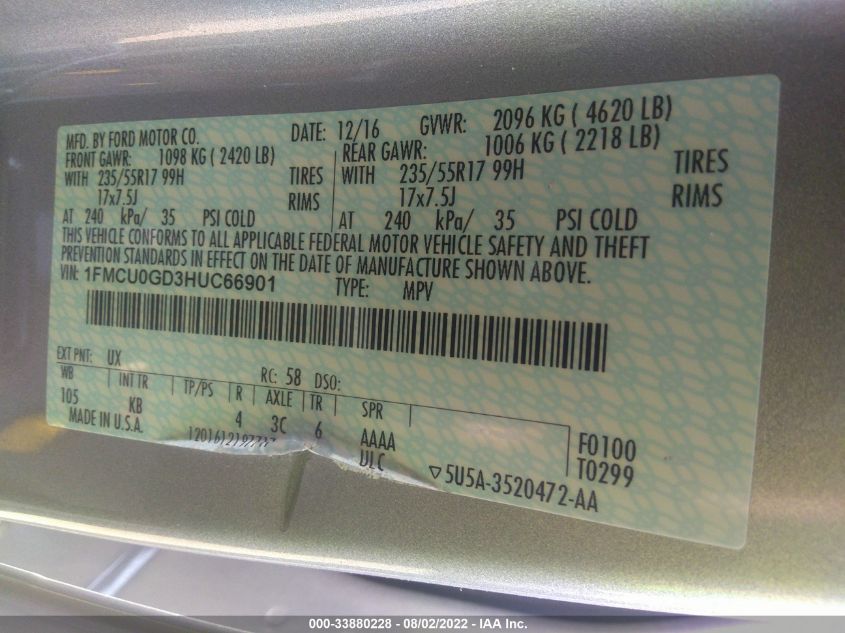 MFD. BY FORD MOTOR CO. DATE: 12/16 GVWR: 2096 KG ( 4620 LB)
FRONT GAWR: 1098 KG ( 2420 LB) REAR GAWR: 1006 KG ( 2218 LB)
WITH 235/55R17 99H TIRES WITH 235/55R17 99H TIRES
17x7.5J RIMS 17x7.5J RIMS
AT 240 kPa/ 35 PSI COLD AT 240 kPa/ 35 PSI COLD
THIS VEHICLE CONFORMS TO ALL APPLICABLE FEDERAL MOTOR VEHICLE SAFETY AND THEFT
PREVENTION STANDARDS IN EFFECT ON THE DATE OF MANUFACTURE SHOWN ABOVE.
VIN: 1FMCU0GD3HUC66901 TYPE: MPV
EXT PNT: UX RC: 58 DSO:
WB INT TR TP/PS R AXLE TR SPR
105 KB 4 3C 6 AAAA F0100
MADE IN U.S.A. ULC T0299
5U5A-3520472-AA
000-33880228 - 08/02/2022 - IAA Inc.